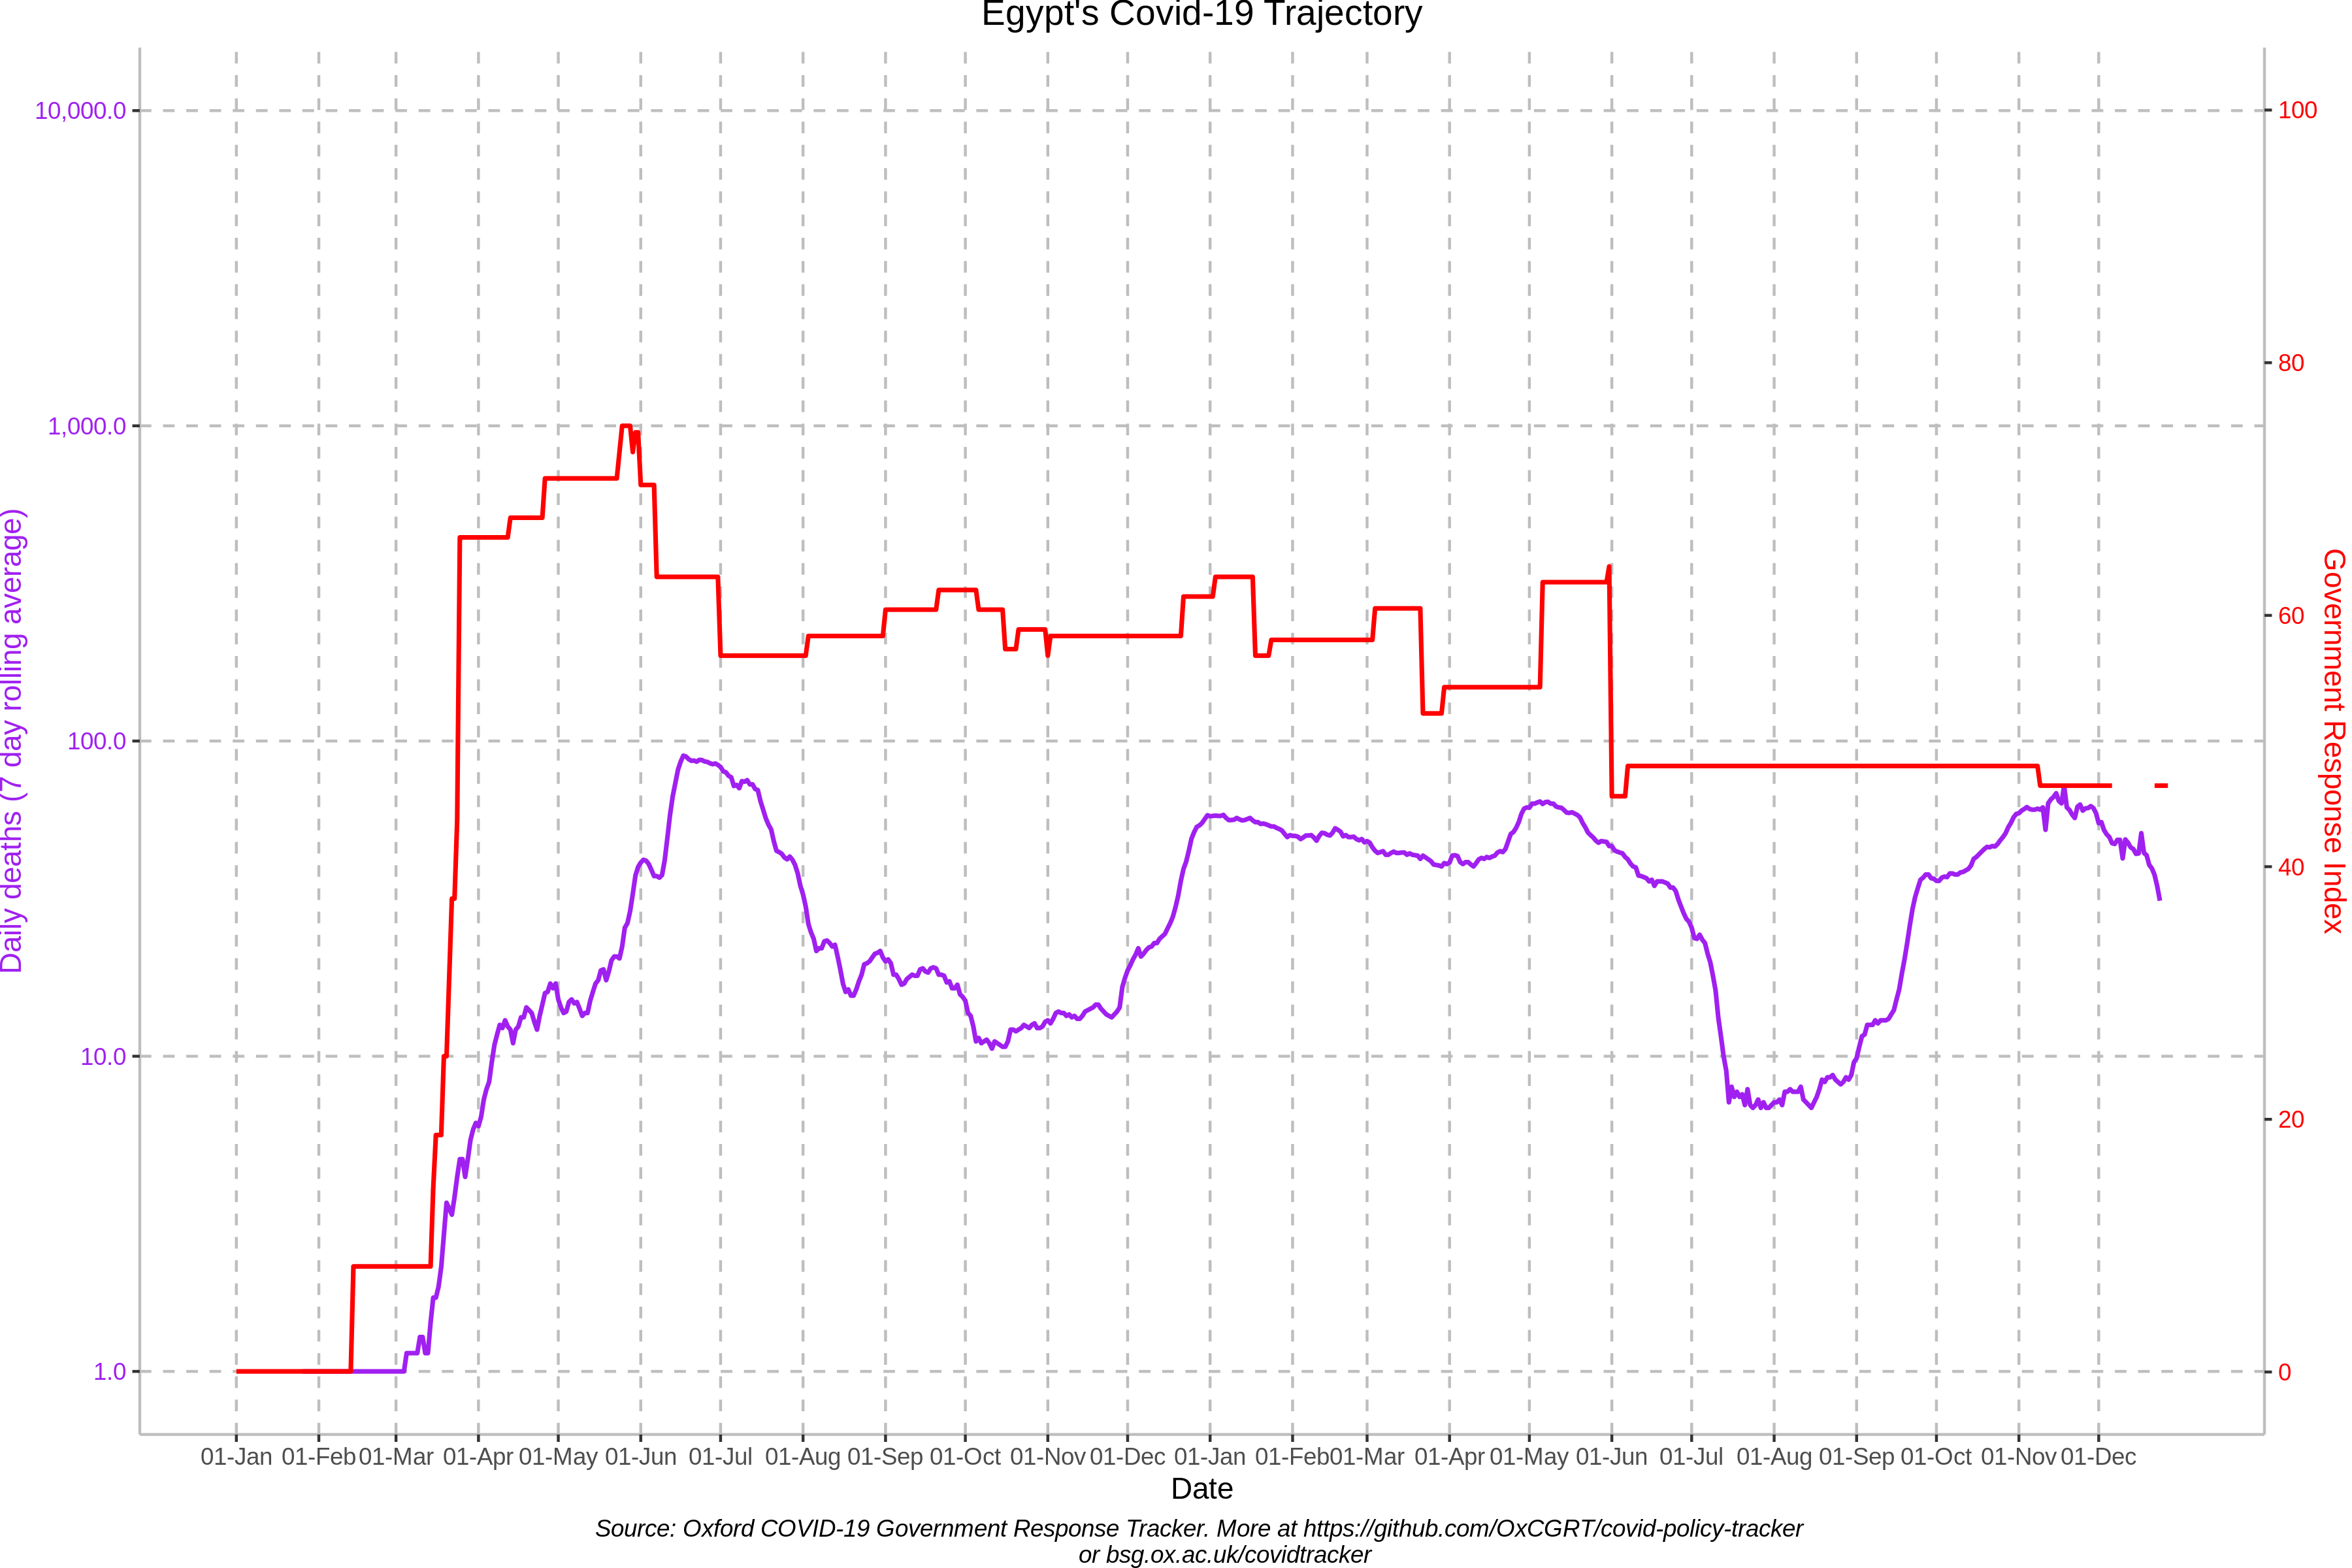 Egypt's Covid-19 Trajectory
10,000.0
1,000.0
100.0
10.0
1.0
Daily deaths (7 day rolling average)
100
80
60
40
20
0
Government Response Index
01-Jan 01-Feb 01-Mar 01-Apr 01-May 01-Jun 01-Jul 01-Aug 01-Sep 01-Oct 01-Nov 01-Dec 01-Jan 01-Feb 01-Mar 01-Apr 01-May 01-Jun 01-Jul 01-Aug 01-Sep 01-Oct 01-Nov 01-Dec
Date
Source: Oxford COVID-19 Government Response Tracker. More at https://github.com/OxCGRT/covid-policy-tracker
or bsg.ox.ac.uk/covidtracker